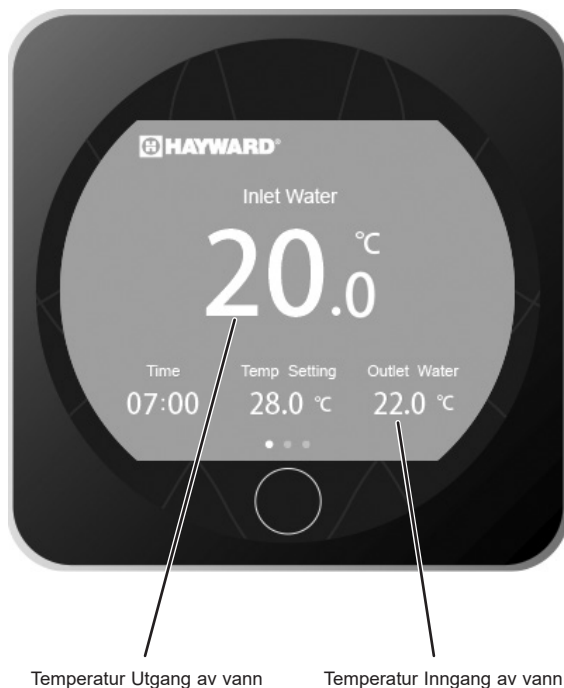 HAYWARD®
Inlet Water
20.0 °C
Time Temp Setting Outlet Water
07:00 28.0 °C 22.0 °C
Temperatur Utgang av vann Temperatur Inngang av vann